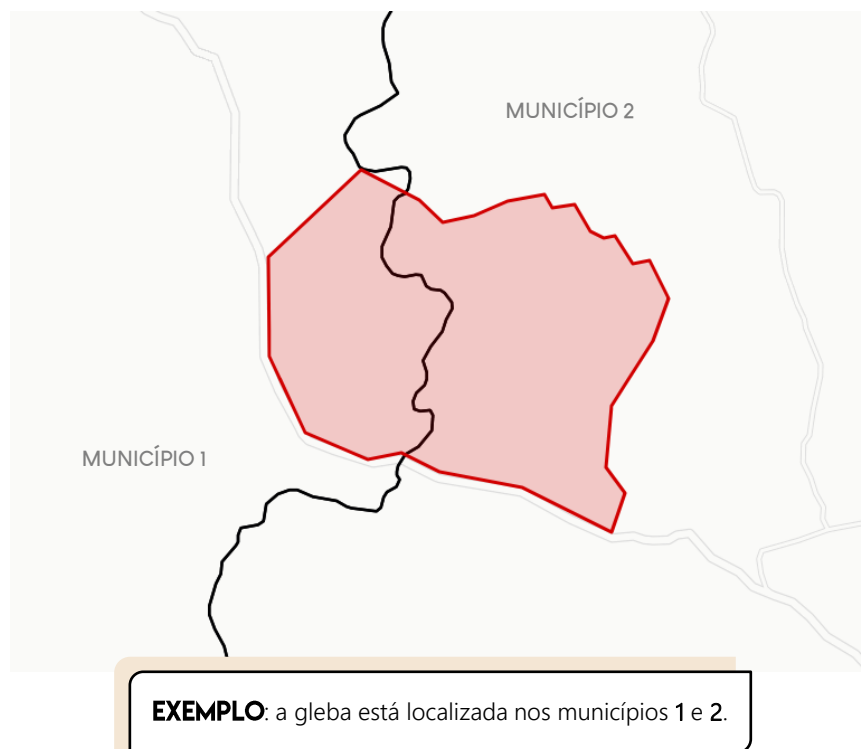 MUNICÍPIO 2
MUNICÍPIO 1
EXEMPLO: a gleba está localizada nos municípios 1 e 2.